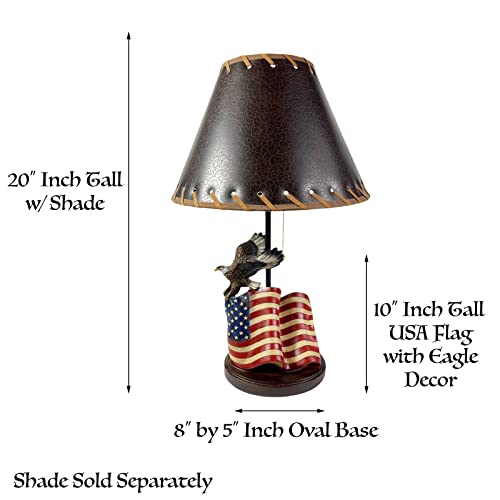 20" Inch Tall
w/ Shade
10" Inch Tall
USA Flag
with Eagle
Decor
8" by 5" Inch Oval Base
Shade Sold Separately